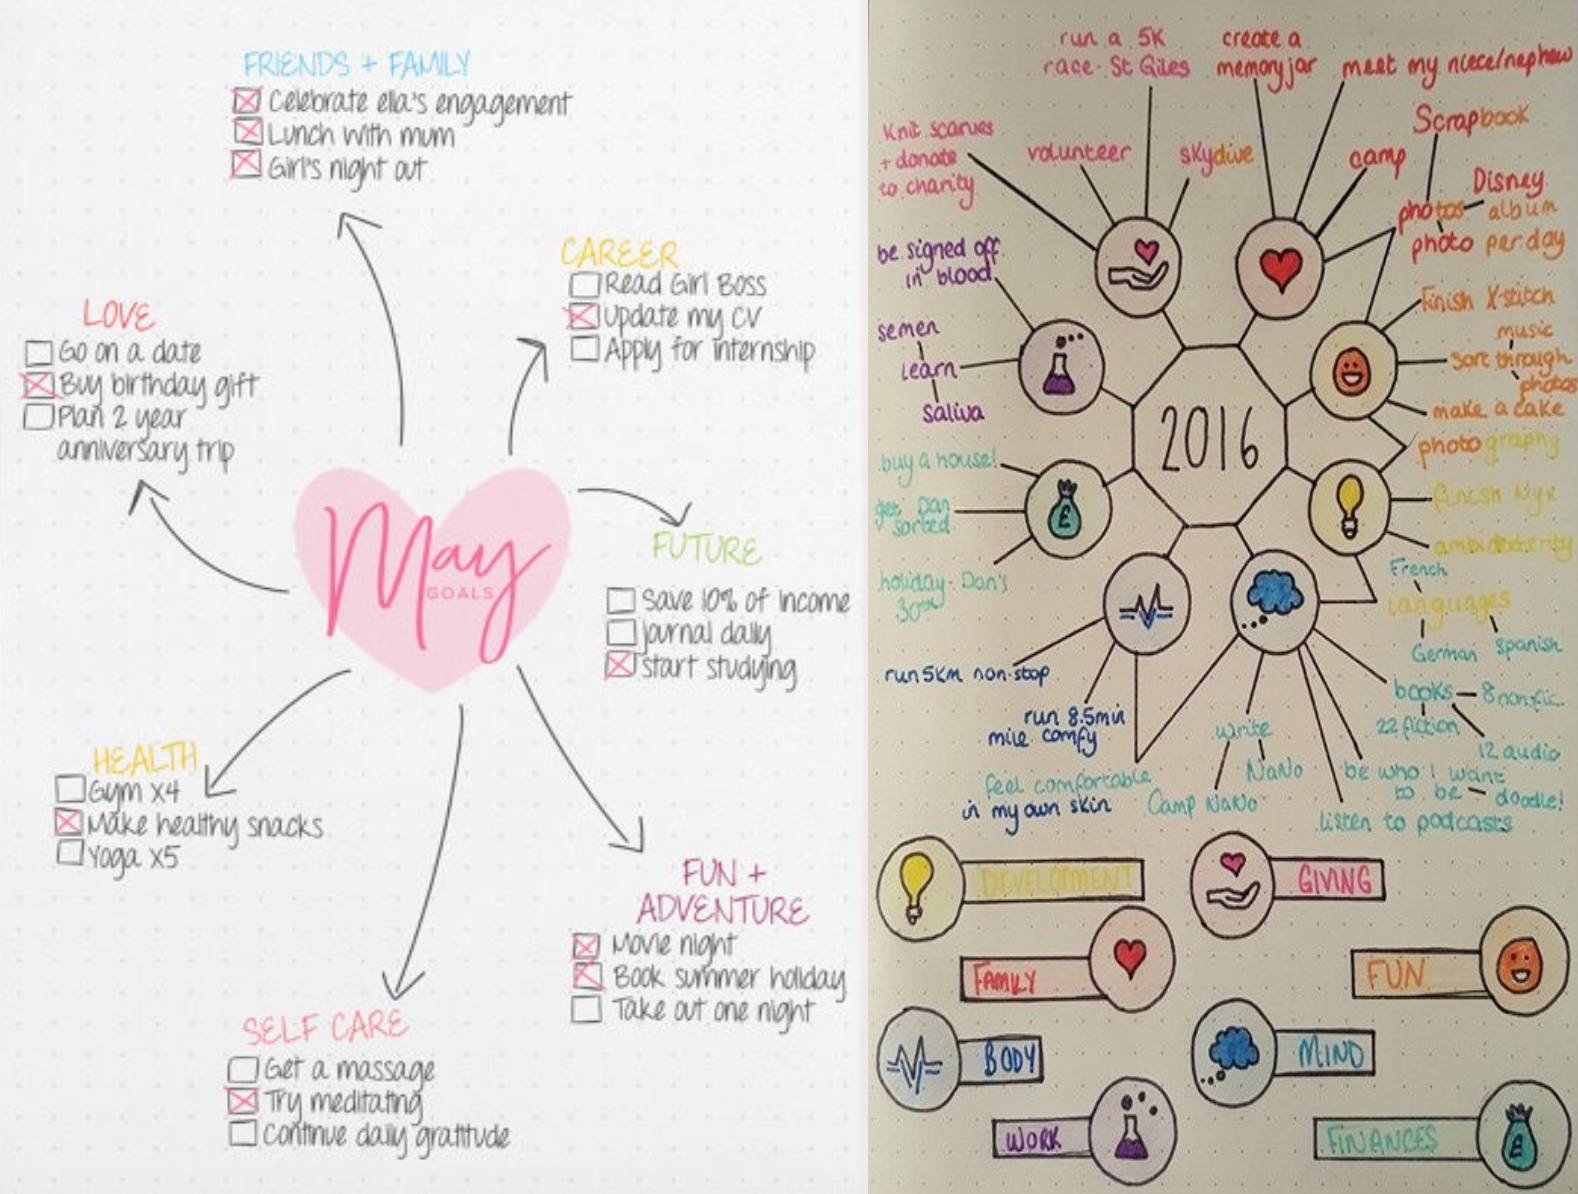 FRIENDS + FAMILY
Celebrate ella's engagement
Lunch with mum
Girl's night out
CAREER
Read Girl Boss
Update my CV
Apply for internship
LOVE
Go on a date
Buy birthday gift
Plan 2 year
anniversary trip
May
GOALS
FUTURE
Save 10% of income
journal daily
start studying
HEALTH
Gym x4
Make healthy snacks
Yoga x5
FUN +
ADVENTURE
Movie night
Book summer holiday
Take out one night
SELF CARE
Get a massage
Try meditating
Continue daily gratitude
run a 5K
race - St Giles
create a
memory jar
meet my niece/nephew
Knit scarves
+ donate
to charity
volunteer
skydive
camp
Scrapbook
Disney
photos album
photo per day
be signed off
in blood
semen
learn
saliva
Finish X-stitch
music
sort through
photos
make a cake
photography
2016
buy a house!
get Dan
sorted
holiday - Dan's
30th
finish Nyx
ambidexterity
French
languages
German
Spanish
run 5KM non-stop
run 8.5min
mile comfy
feel comfortable
in my own skin
write
NaNo
Camp NaNo
books
8 nonfic.
22 fiction
12 audio
be who I want
to be
doodle!
listen to podcasts
DEVELOPMENT
GIVING
FAMILY
FUN
BODY
MIND
WORK
FINANCES
£
£